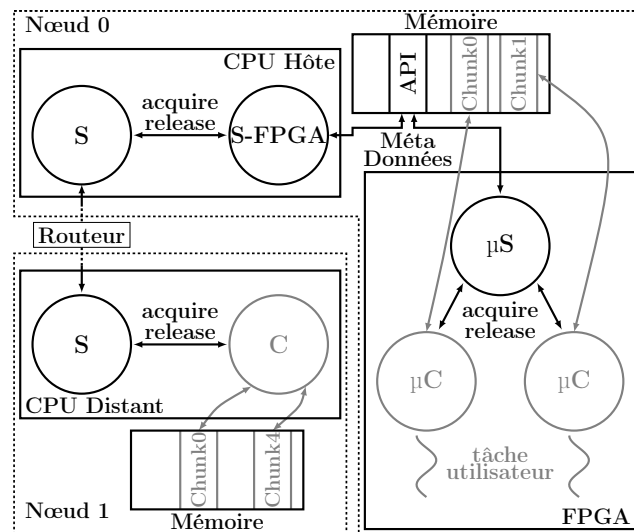 Nœud 0
Mémoire
CPU Hôte
API
Chunk0
Chunk1
acquire
release
S
S-FPGA
Méta
Données
Routeur
µS
acquire
release
S
acquire
release
C
µC
µC
CPU Distant
Chunk0
Chunk4
tâche
utilisateur
Nœud 1
Mémoire
FPGA